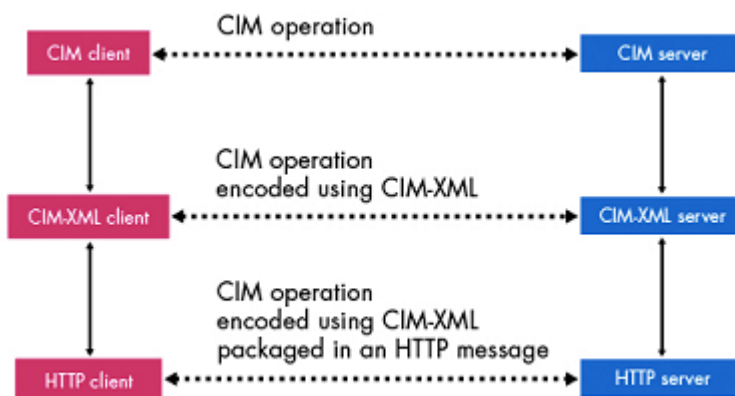 CIM operation
CIM client
CIM server
CIM operation
encoded using CIM-XML
CIM-XML client
CIM-XML server
CIM operation
encoded using CIM-XML
packaged in an HTTP message
HTTP client
HTTP server